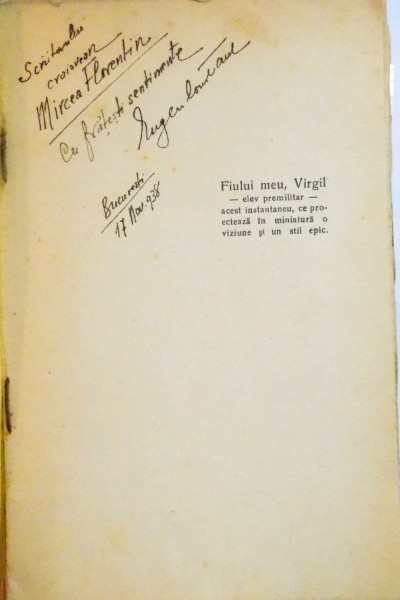 Scriitorului
craiovean
Mircea Florentin
Cu frățești sentimente
Eugen
București
17 Nov. 938
Fiului meu, Virgil
— elev premilitar —
acest instantaneu, ce pro-
ectează în miniatură o
viziune și un stil epic.